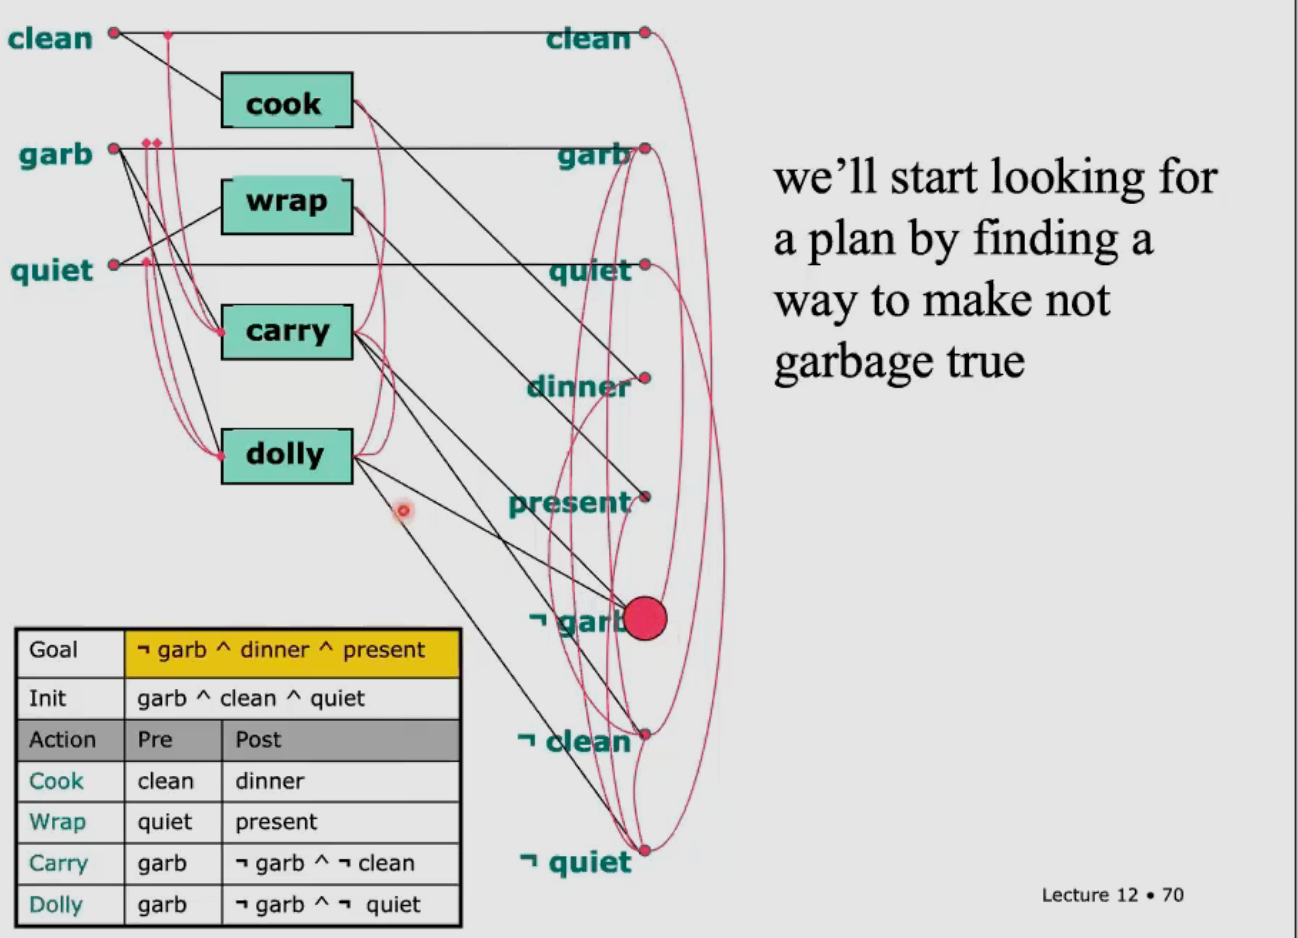 clean
clean
cook
garb
garb
wrap
quiet
quiet
carry
dinner
dolly
present
¬ garb
¬ clean
¬ quiet
we’ll start looking for
a plan by finding a
way to make not
garbage true
Goal ¬ garb ^ dinner ^ present
Init garb ^ clean ^ quiet
Action Pre Post
Cook clean dinner
Wrap quiet present
Carry garb ¬ garb ^ ¬ clean
Dolly garb ¬ garb ^ ¬ quiet
Lecture 12 • 70